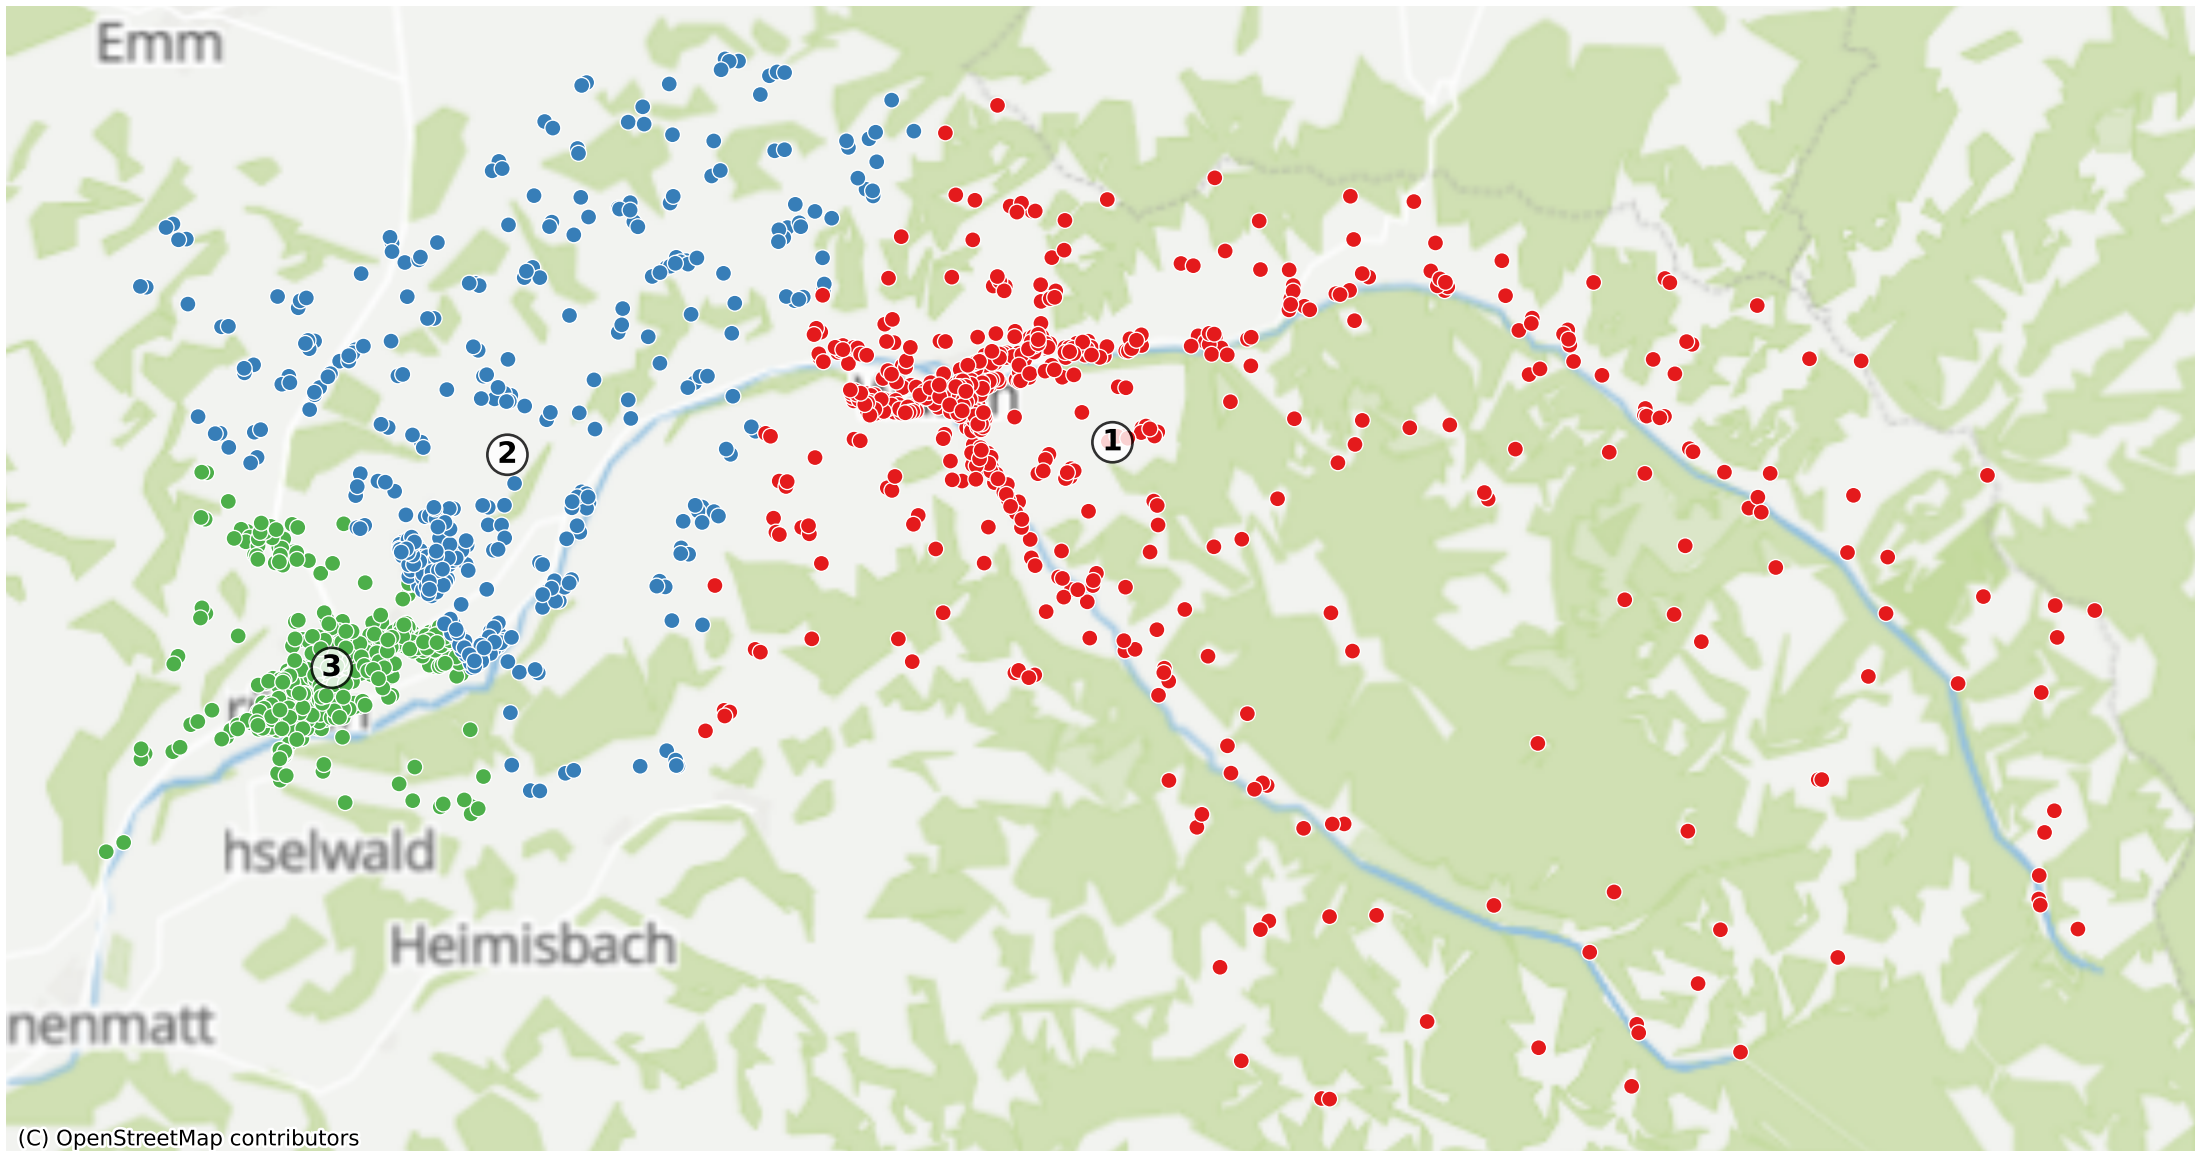 Emm
1
2
3
hselwald
Heimisbach
nenmatt
(C) OpenStreetMap contributors